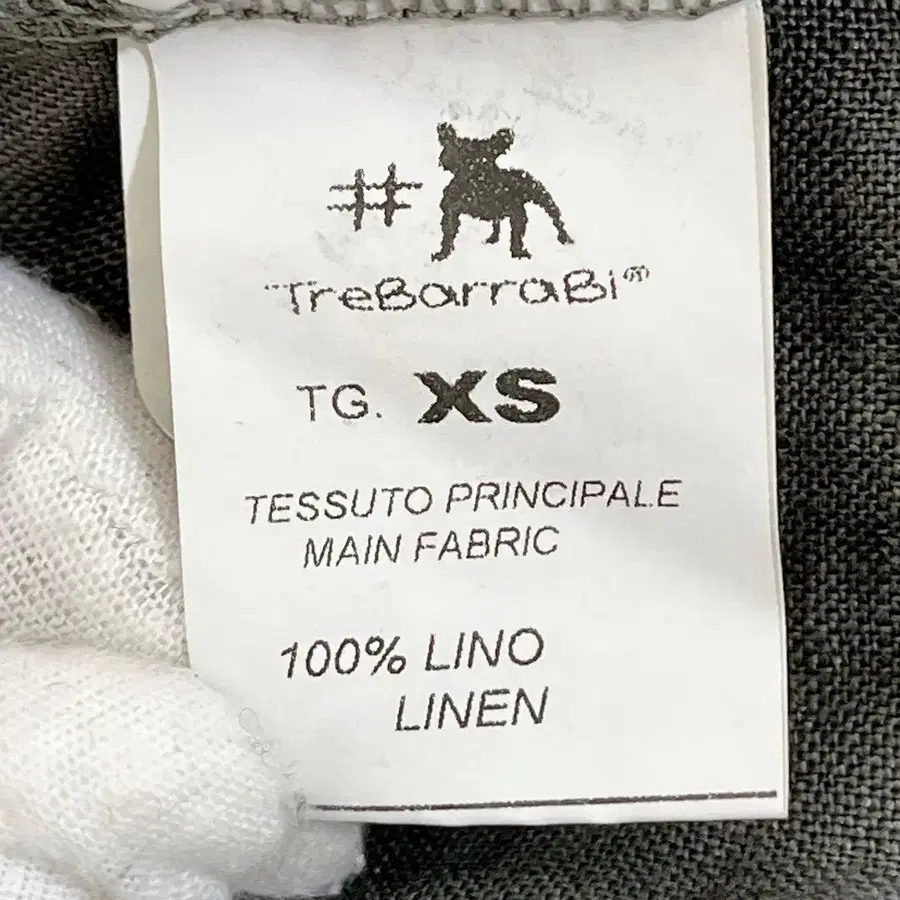 #
"TreBarraBi®"
TG. XS
TESSUTO PRINCIPALE
MAIN FABRIC
100% LINO
LINEN